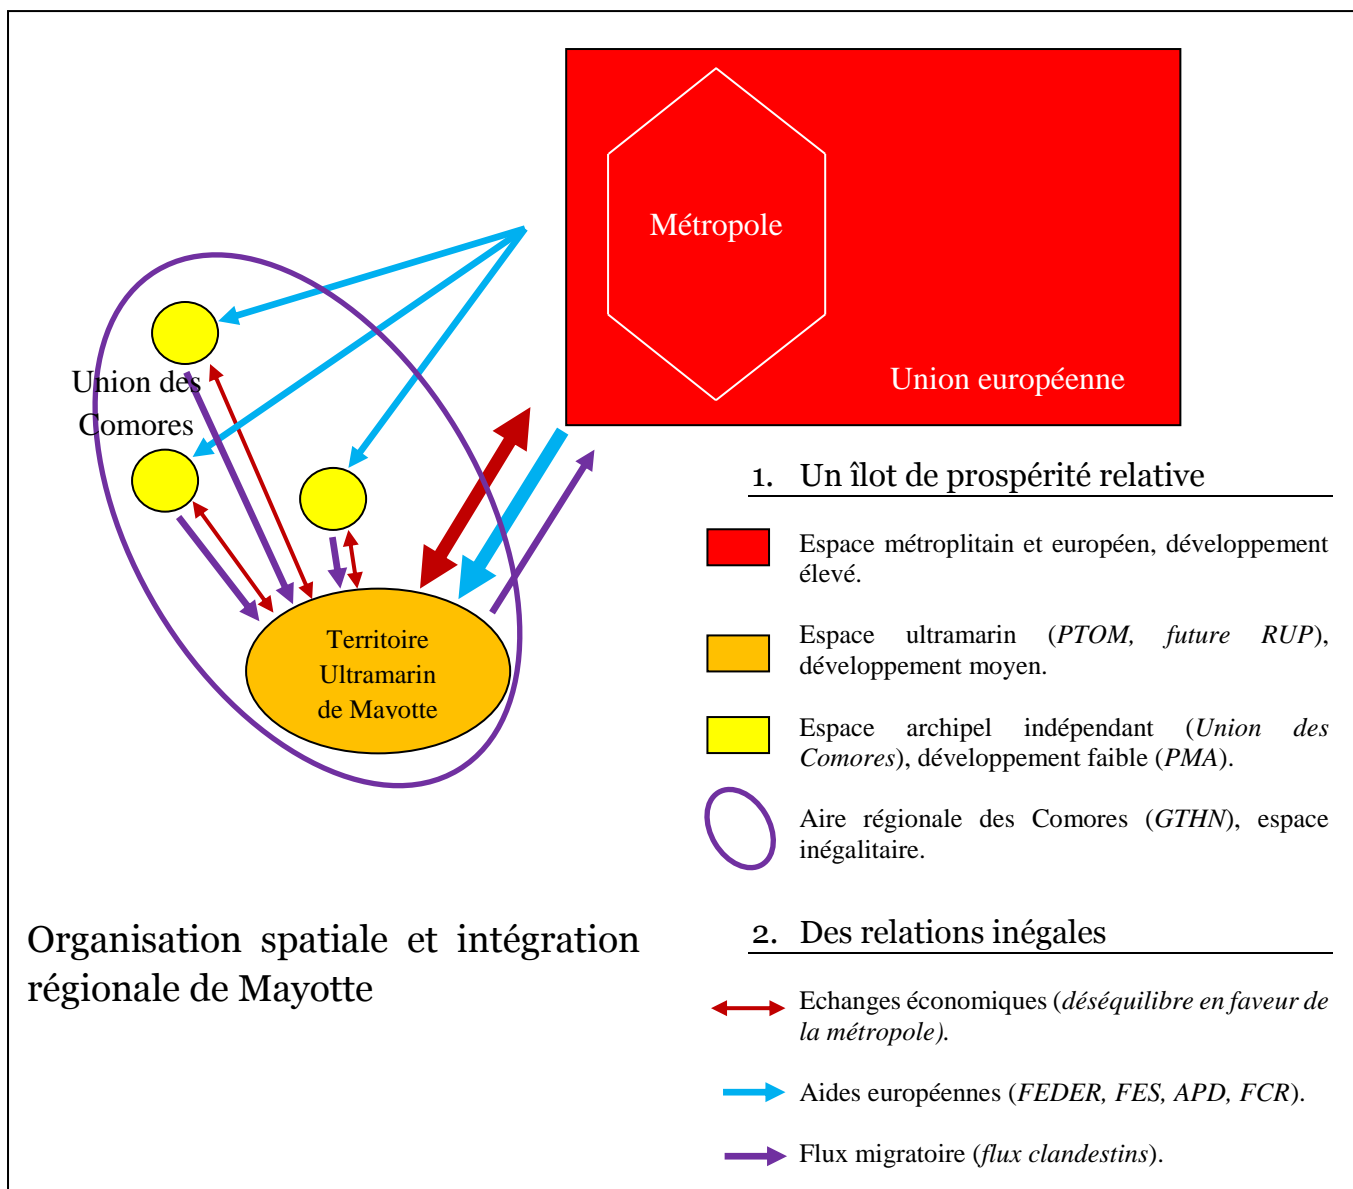 Métropole
Union européenne
Union des
Comores
Territoire
Ultramarin
de Mayotte
Organisation spatiale et intégration
régionale de Mayotte
1. Un îlot de prospérité relative
Espace métroplitain et européen, développement
élevé.
Espace ultramarin (PTOM, future RUP),
développement moyen.
Espace archipel indépendant (Union des
Comores), développement faible (PMA).
Aire régionale des Comores (GTHN), espace
inégalitaire.
2. Des relations inégales
Echanges économiques (déséquilibre en faveur de
la métropole).
Aides européennes (FEDER, FES, APD, FCR).
Flux migratoire (flux clandestins).